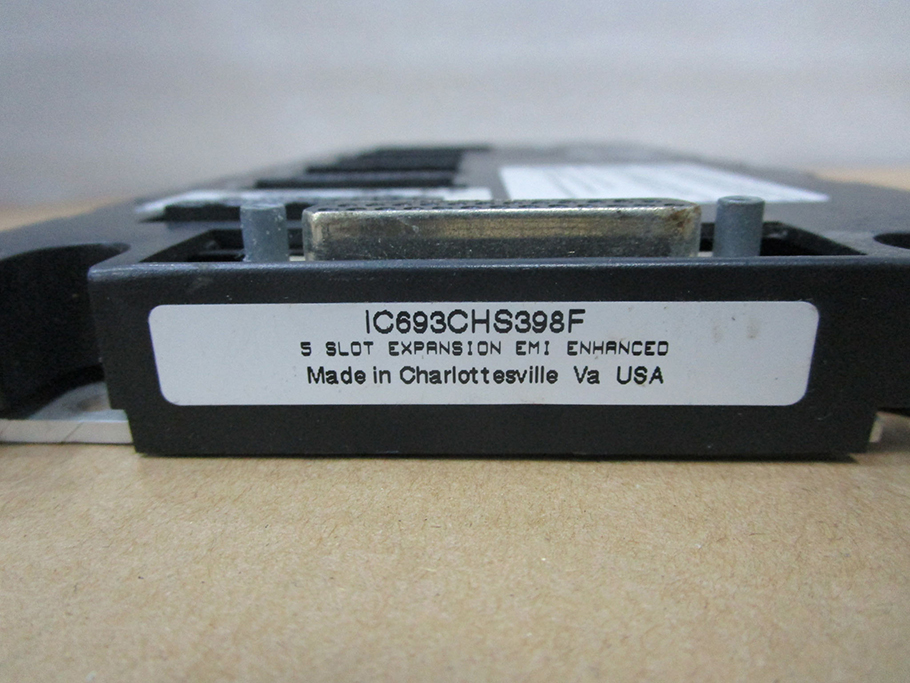 IC693CHS398F
5 SLOT EXPANSION EMI ENHANCED
Made in Charlottesville Va USA